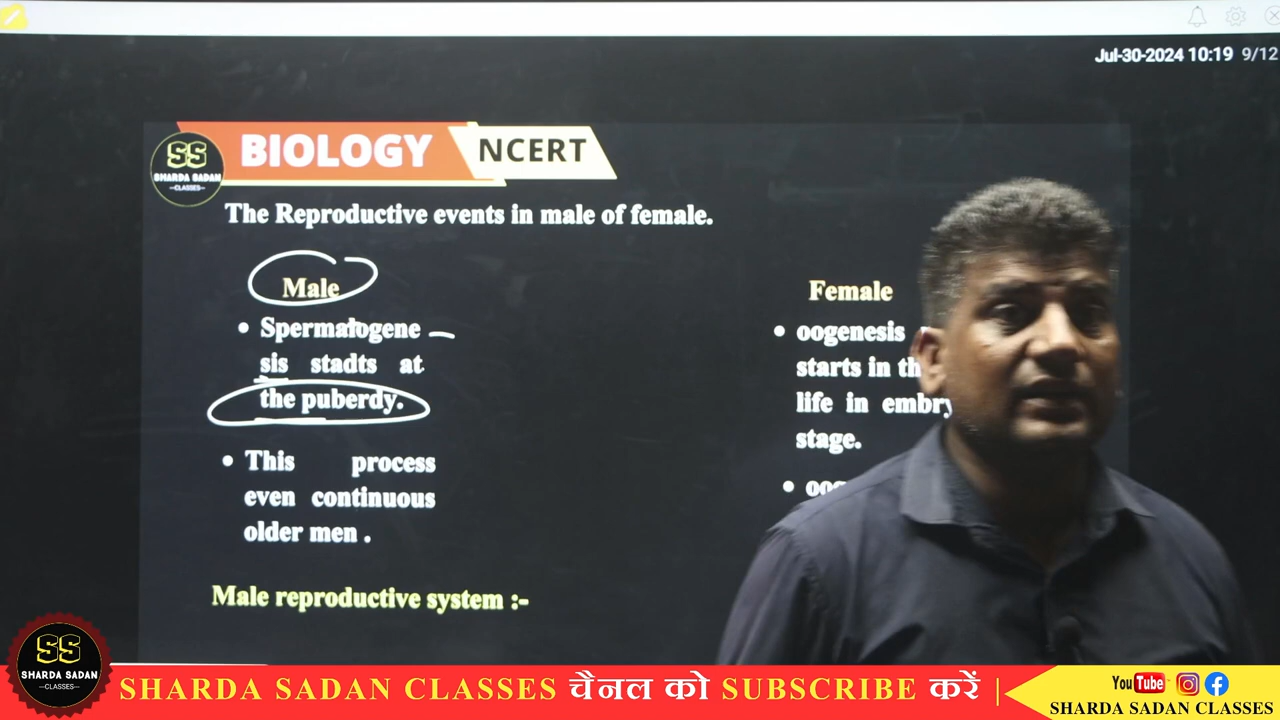 Jul-30-2024 10:19 9/12
SS
SHARDA SADAN
CLASSES
BIOLOGY NCERT
The Reproductive events in male of female.
Male
Female
• Spermatogene
sis stadts at
the puberdy.
• This process
even continuous
older men .
• oogenesis
starts in
life in
stage.
•
Male reproductive system :-
SS
SHARDA SADAN
CLASSES
SHARDA SADAN CLASSES चैनल को SUBSCRIBE करें |
YouTube
SHARDA SADAN CLASSES